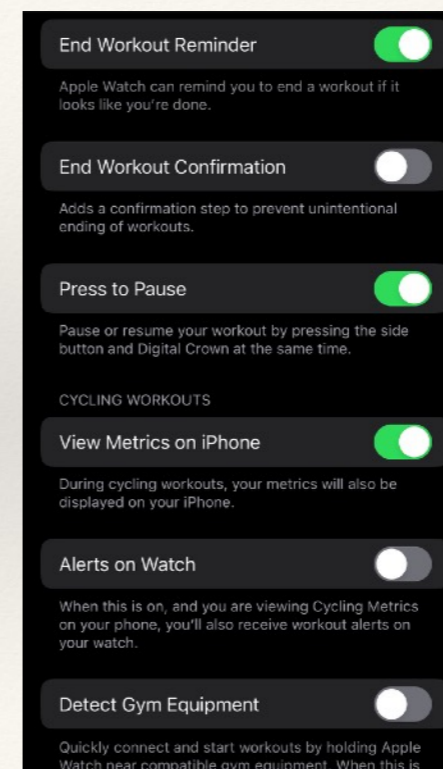 End Workout Reminder
Apple Watch can remind you to end a workout if it
looks like you're done.
End Workout Confirmation
Adds a confirmation step to prevent unintentional
ending of workouts.
Press to Pause
Pause or resume your workout by pressing the side
button and Digital Crown at the same time.
CYCLING WORKOUTS
View Metrics on iPhone
During cycling workouts, your metrics will also be
displayed on your iPhone.
Alerts on Watch
When this is on, and you are viewing Cycling Metrics
on your phone, you'll also receive workout alerts on
your watch.
Detect Gym Equipment
Quickly connect and start workouts by holding Apple
Watch near compatible gym equipment. When this is